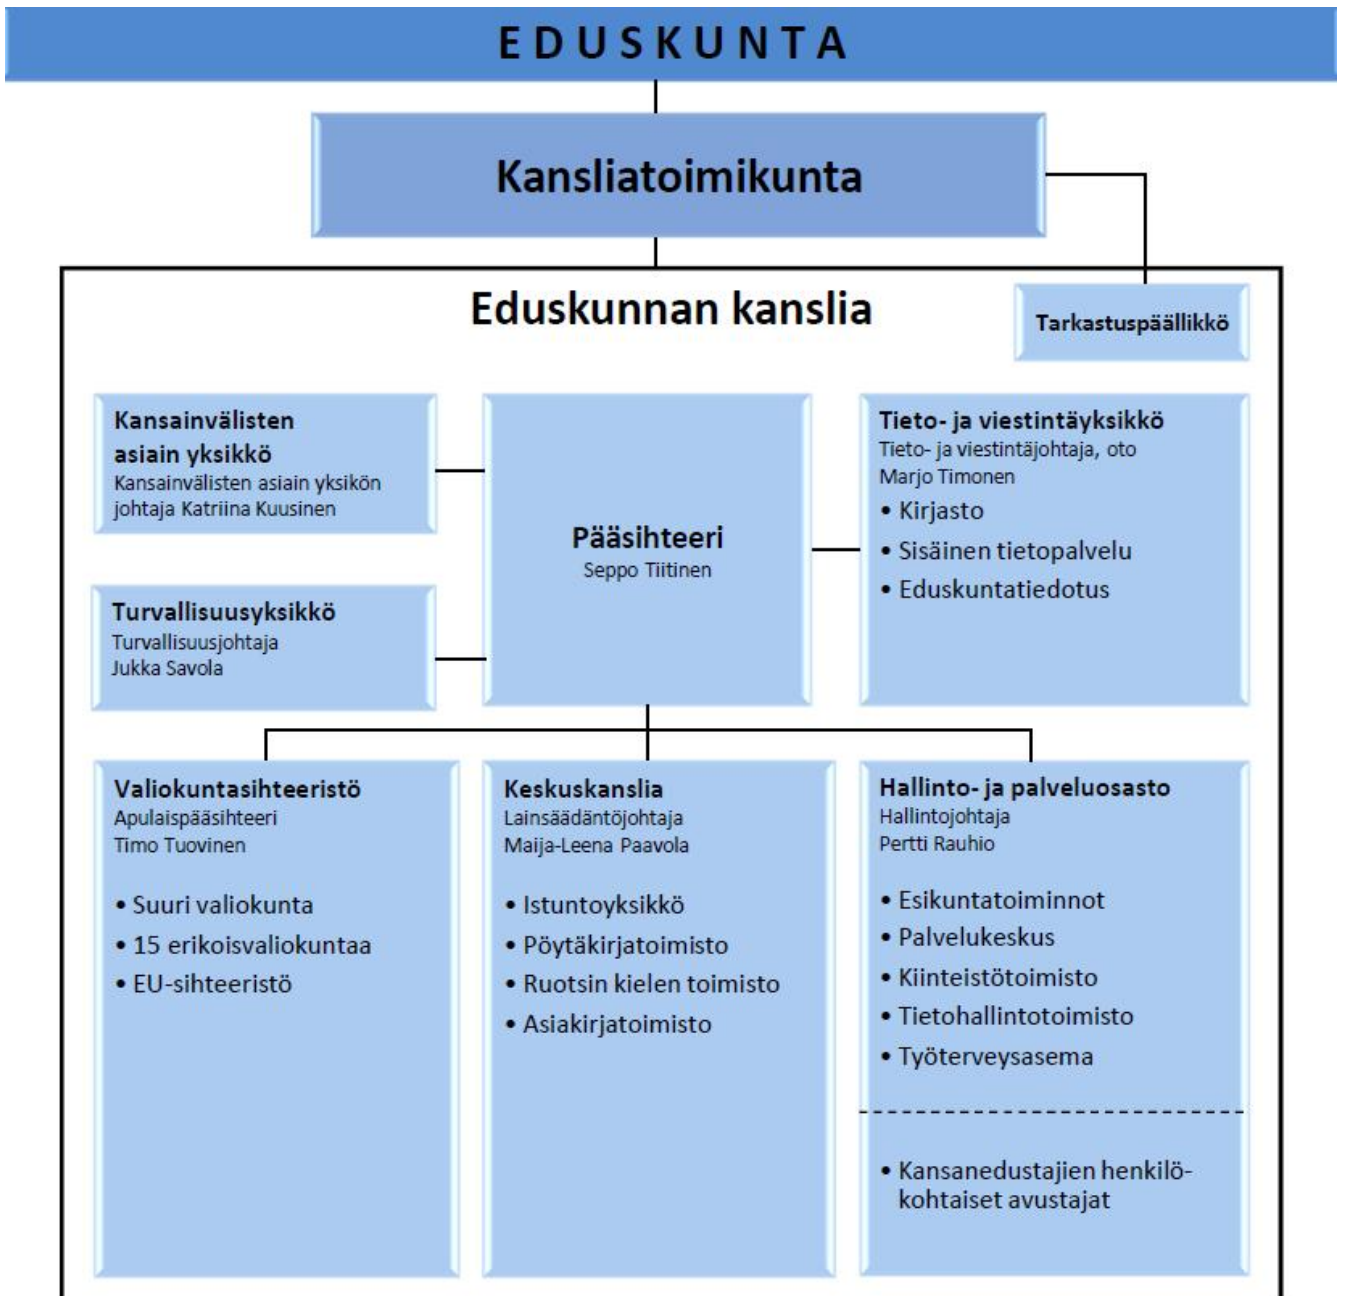 EDUSKUNTA
Kansliatoimikunta
Eduskunnan kanslia
Tarkastuspäällikkö
Kansainvälisten
asiain yksikkö
Kansainvälisten asiain yksikön
johtaja Katriina Kuusinen
Pääsihteeri
Seppo Tiitinen
Tieto- ja viestintäyksikkö
Tieto- ja viestintäjohtaja, oto
Marjo Timonen
• Kirjasto
• Sisäinen tietopalvelu
• Eduskuntatiedotus
Turvallisuusyksikkö
Turvallisuusjohtaja
Jukka Savola
Valiokuntasihteeristö
Apulaispääsihteeri
Timo Tuovinen
• Suuri valiokunta
• 15 erikoisvaliokuntaa
• EU-sihteeristö
Keskuskanslia
Lainsäädäntöjohtaja
Maija-Leena Paavola
• Istuntoyksikkö
• Pöytäkirjatoimisto
• Ruotsin kielen toimisto
• Asiakirjatoimisto
Hallinto- ja palveluosasto
Hallintojohtaja
Pertti Rauhio
• Esikuntatoiminnot
• Palvelukeskus
• Kiinteistötoimisto
• Tietohallintotoimisto
• Työterveysasema
• Kansanedustajien henkilö-
kohtaiset avustajat